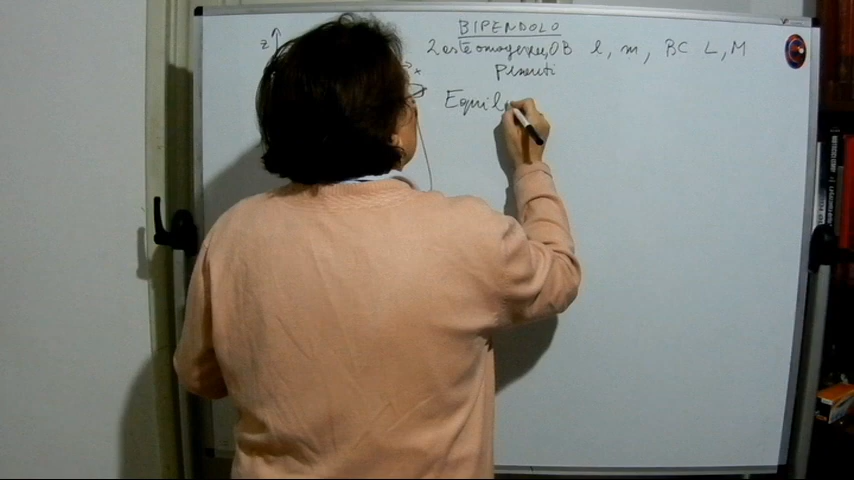 BIPENDOLO
z
2 aste omogenee, OB l, m, BC L, M
x
Pesanti
Equil